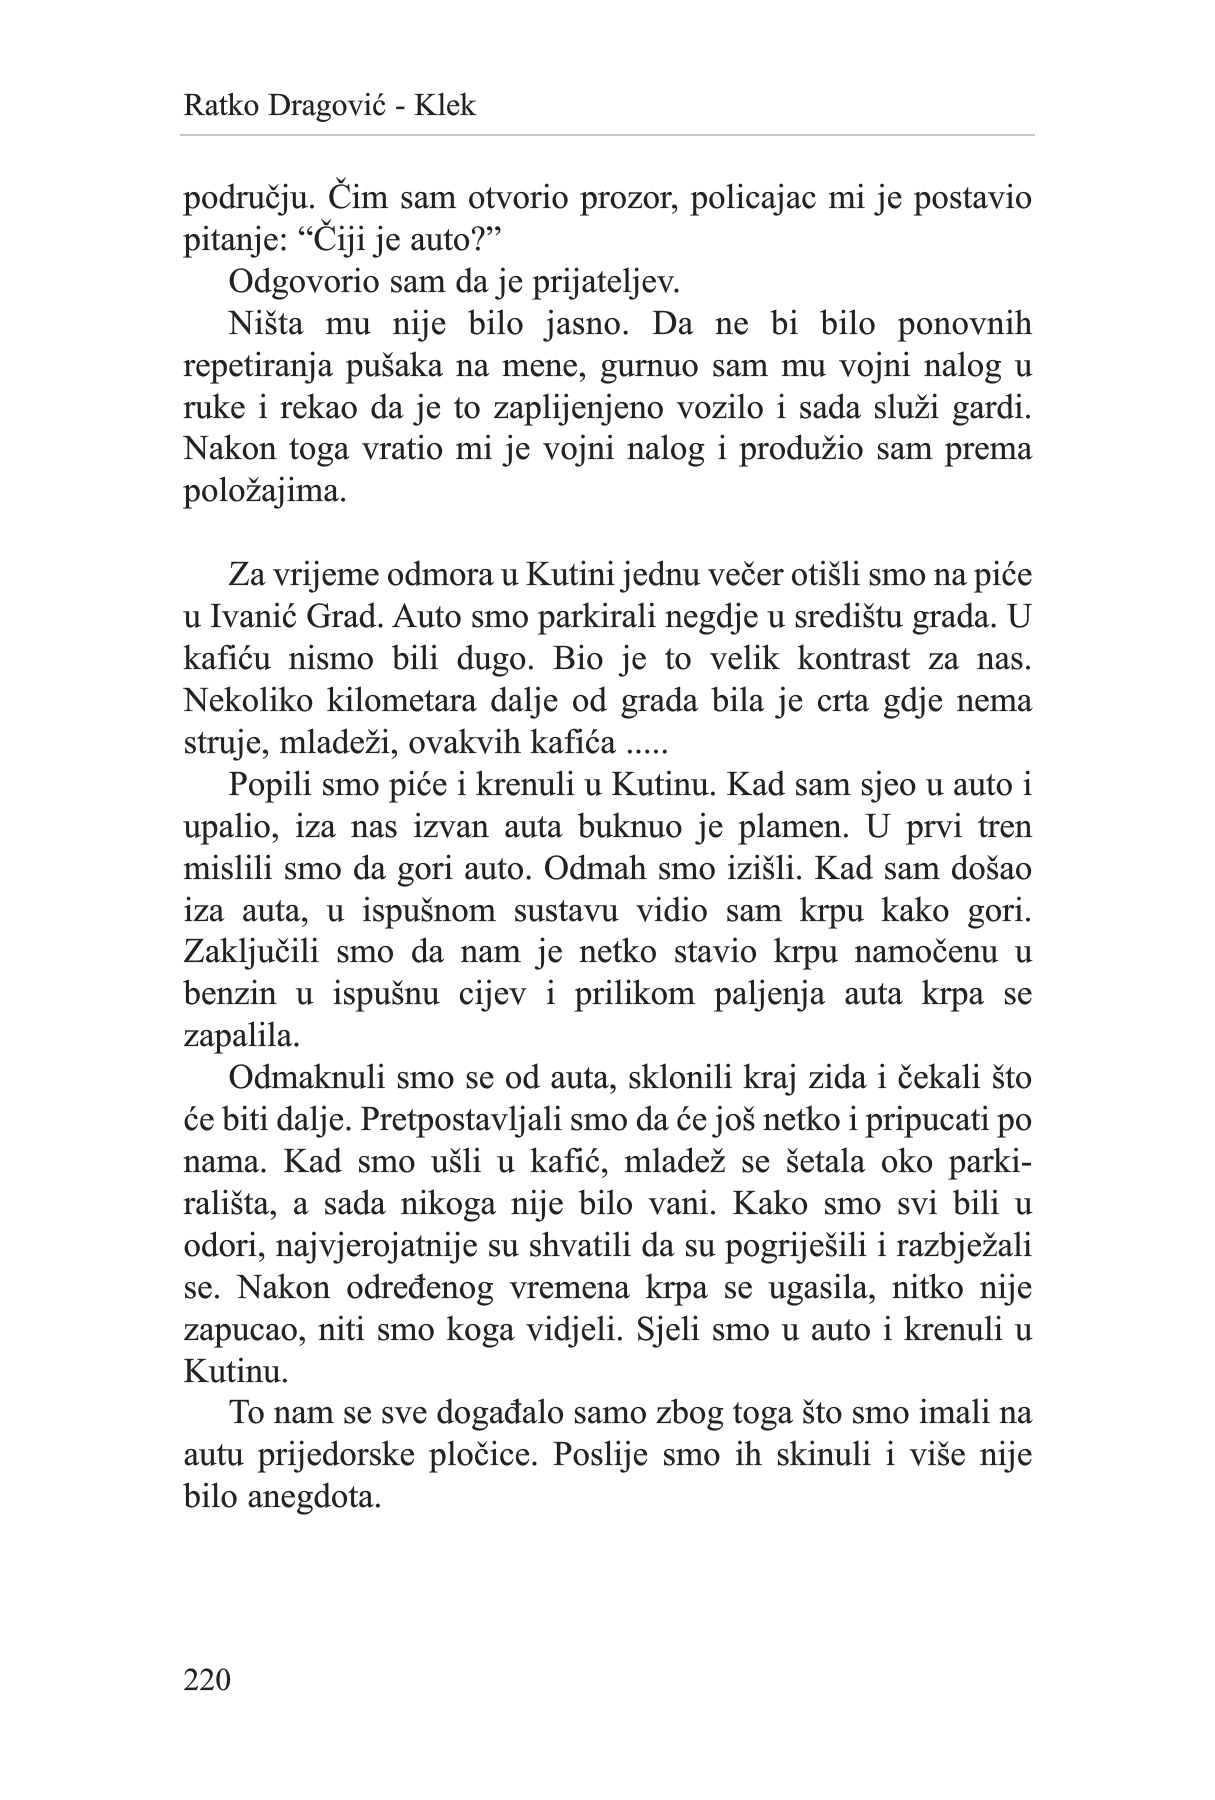 Ratko Dragović - Klek
području. Čim sam otvorio prozor, policajac mi je postavio
pitanje: “Čiji je auto?”
Odgovorio sam da je prijateljev.
Ništa mu nije bilo jasno. Da ne bi bilo ponovnih
repetiranja pušaka na mene, gurnuo sam mu vojni nalog u
ruke i rekao da je to zaplijenjeno vozilo i sada služi gardi.
Nakon toga vratio mi je vojni nalog i produžio sam prema
položajima.
Za vrijeme odmora u Kutini jednu večer otišli smo na piće
u Ivanić Grad. Auto smo parkirali negdje u središtu grada. U
kafiću nismo bili dugo. Bio je to velik kontrast za nas.
Nekoliko kilometara dalje od grada bila je crta gdje nema
struje, mladeži, ovakvih kafića .....
Popili smo piće i krenuli u Kutinu. Kad sam sjeo u auto i
upalio, iza nas izvan auta buknuo je plamen. U prvi tren
mislili smo da gori auto. Odmah smo izišli. Kad sam došao
iza auta, u ispušnom sustavu vidio sam krpu kako gori.
Zaključili smo da nam je netko stavio krpu namočenu u
benzin u ispušnu cijev i prilikom paljenja auta krpa se
zapalila.
Odmaknuli smo se od auta, sklonili kraj zida i čekali što
će biti dalje. Pretpostavljali smo da će još netko i pripucati po
nama. Kad smo ušli u kafić, mladež se šetala oko parki-
rališta, a sada nikoga nije bilo vani. Kako smo svi bili u
odori, najvjerojatnije su shvatili da su pogriješili i razbježali
se. Nakon određenog vremena krpa se ugasila, nitko nije
zapucao, niti smo koga vidjeli. Sjeli smo u auto i krenuli u
Kutinu.
To nam se sve događalo samo zbog toga što smo imali na
autu prijedorske pločice. Poslije smo ih skinuli i više nije
bilo anegdota.
220